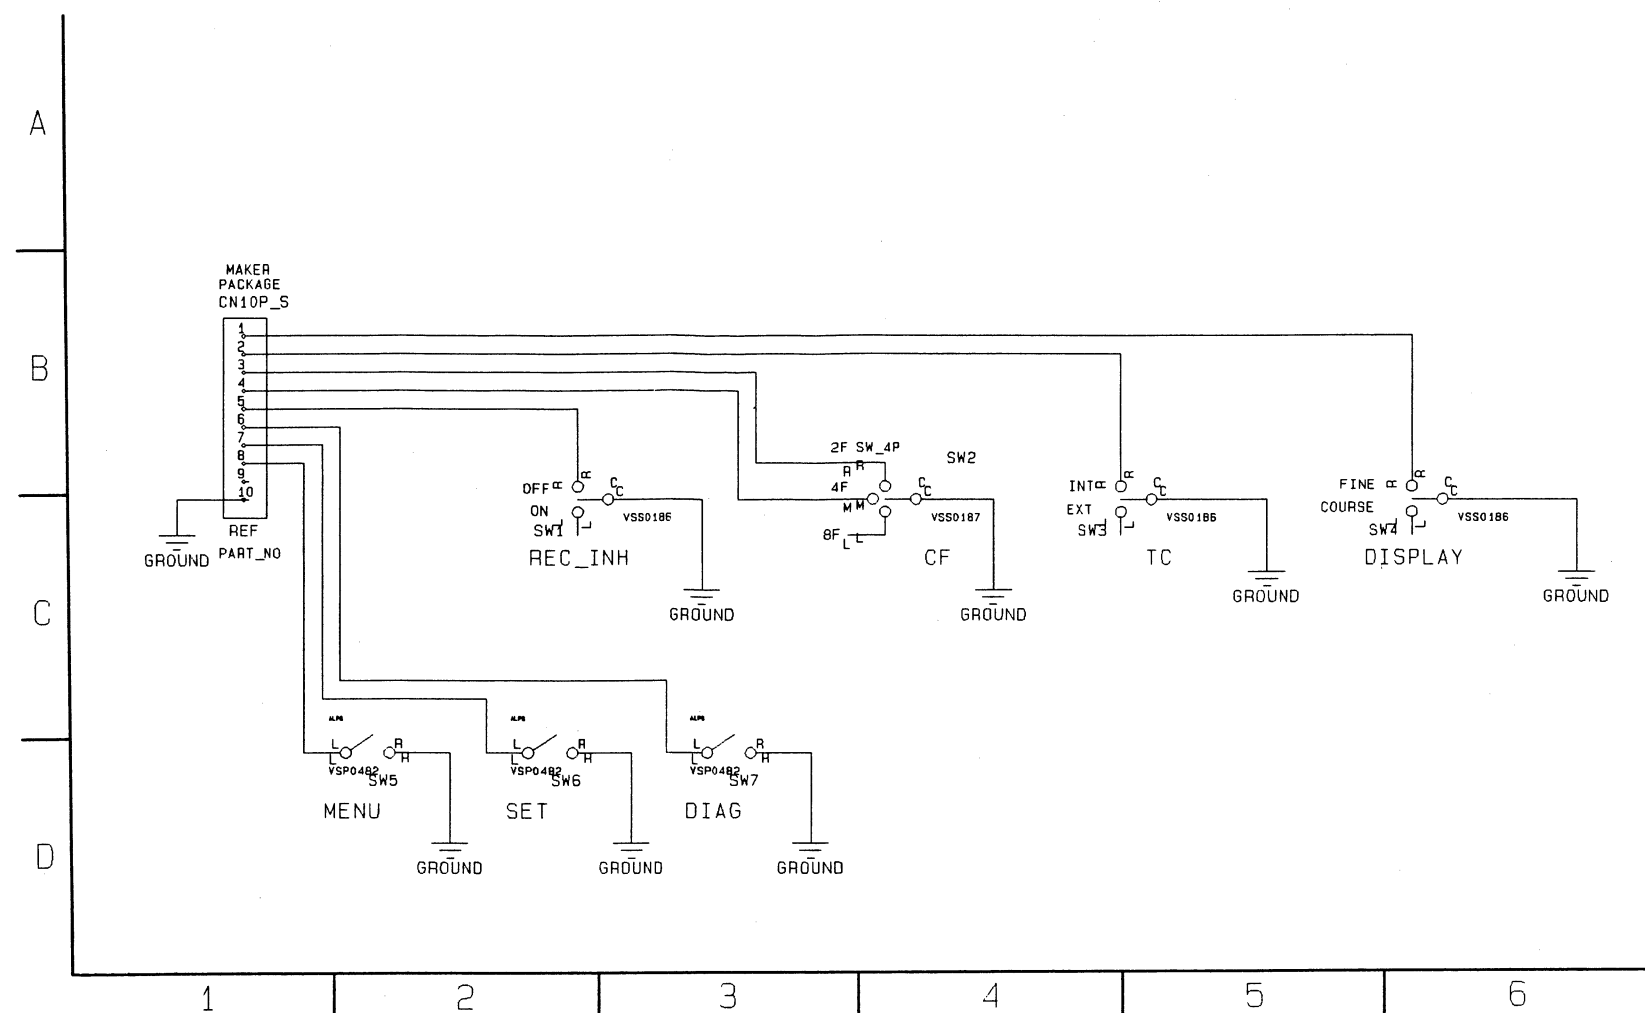 A
B
C
D
MAKER
PACKAGE
CN10P_S
1
2
3
4
5
6
7
8
9
10
REF
PART_NO
GROUND
OFF R R
ON
C C
VSS0186
SW1 L L
REC_INH
GROUND
2F SW_4P
R R
4F
M M
8F L L
SW2
C C
VSS0187
CF
GROUND
INT R R
EXT
C C
VSS0186
SW3 L L
TC
GROUND
FINE R R
COURSE
C C
VSS0186
SW4 L L
DISPLAY
GROUND
ALPS
L R
L R
VSP0482
SW5
MENU
GROUND
ALPS
L R
L R
VSP0482
SW6
SET
GROUND
ALPS
L R
L R
VSP0482
SW7
DIAG
GROUND
1 2 3 4 5 6